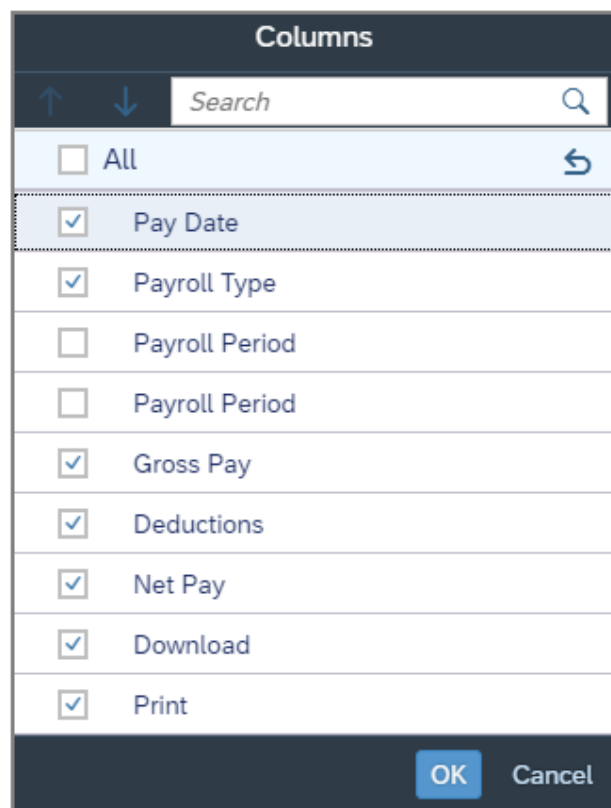 Columns
Search
All
Pay Date
Payroll Type
Payroll Period
Payroll Period
Gross Pay
Deductions
Net Pay
Download
Print
OK Cancel